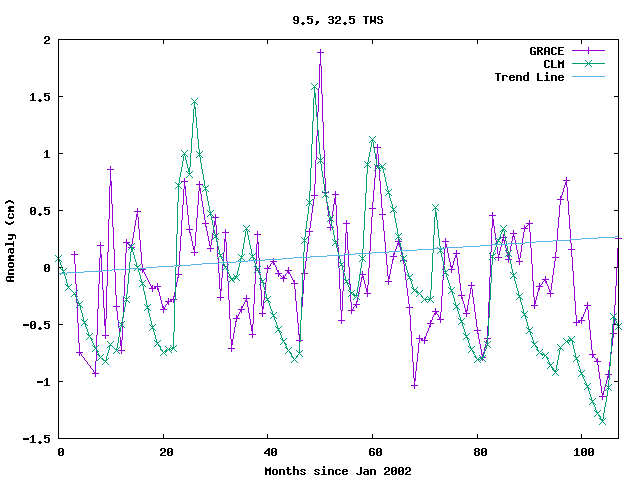 9.5, 32.5 TWS
GRACE
CLM
Trend Line
Anomaly (cm)
2
1.5
1
0.5
0
-0.5
-1
-1.5
0 20 40 60 80 100
Months since Jan 2002